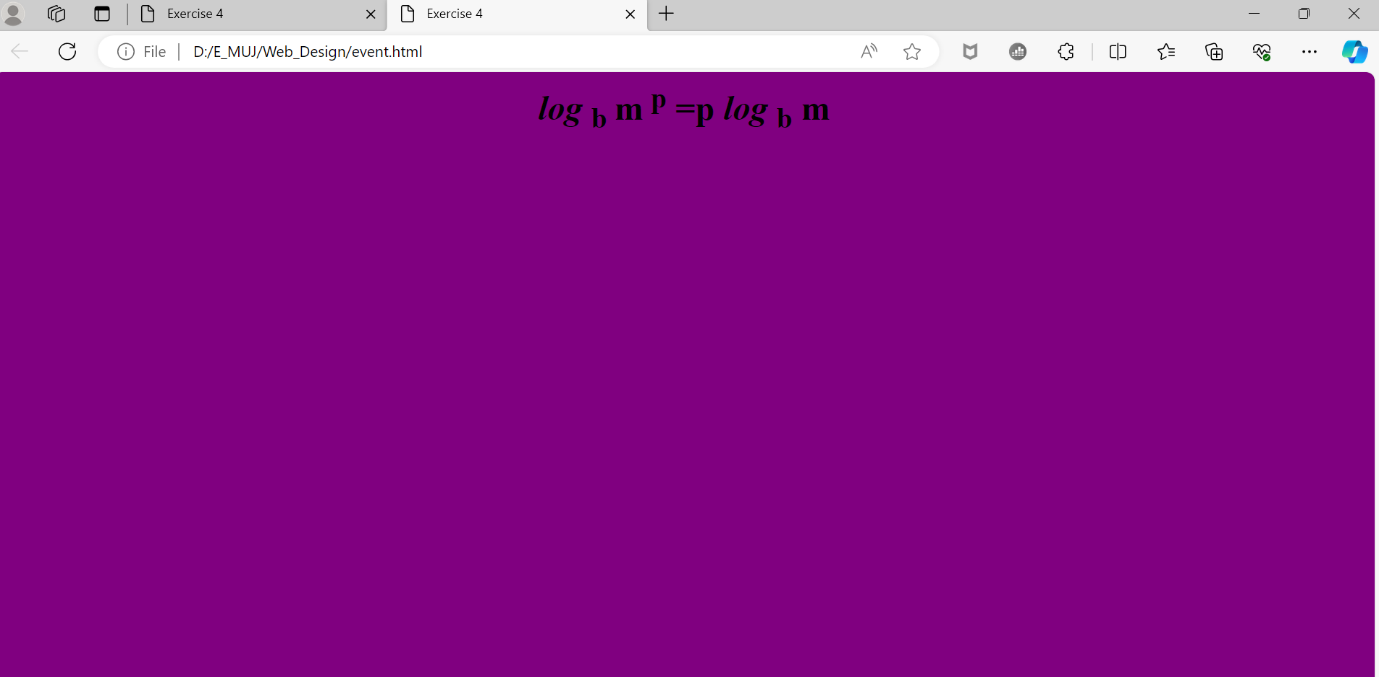 Exercise 4
Exercise 4
File
D:/E_MUJ/Web_Design/event.html
log b m p =p log b m